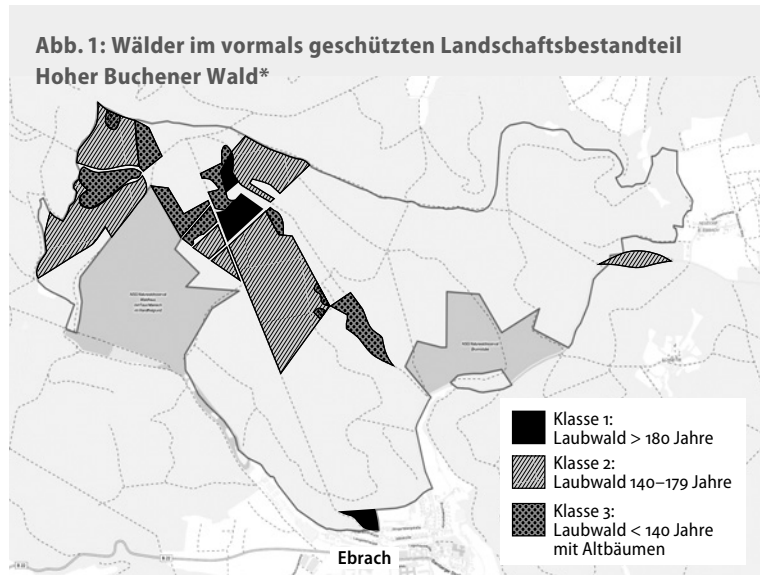 Abb. 1: Wälder im vormals geschützten Landschaftsbestandteil
Hoher Buchener Wald*
Klasse 1:
Laubwald > 180 Jahre
Klasse 2:
Laubwald 140–179 Jahre
Klasse 3:
Laubwald < 140 Jahre
mit Altbäumen
Ebrach